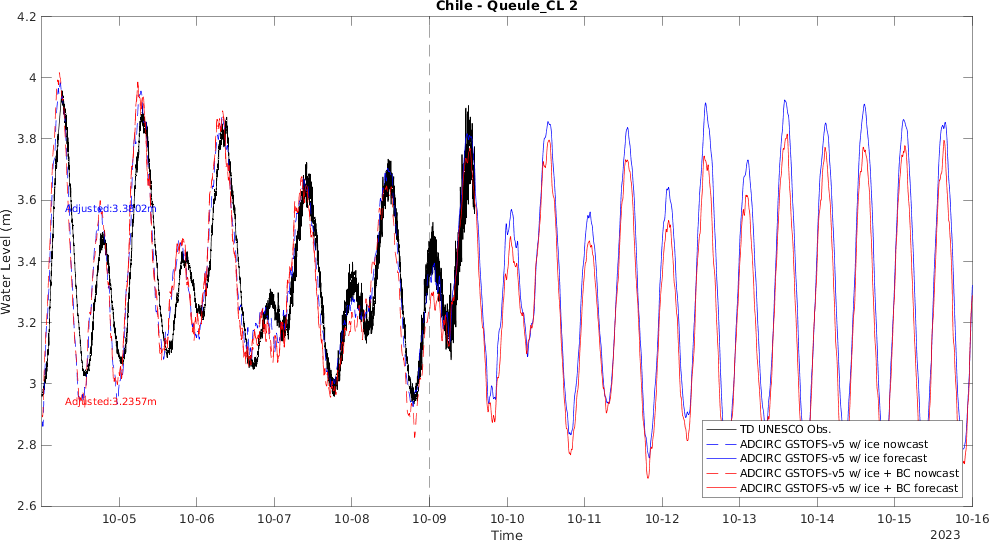 Chile - Queule_CL 2
4.2
4
3.8
3.6
3.4
3.2
3
2.8
2.6
Water Level (m)
Adjusted:3.3802m
Adjusted:3.2357m
TD UNESCO Obs.
ADCIRC GSTOFS-v5 w/ ice nowcast
ADCIRC GSTOFS-v5 w/ ice forecast
ADCIRC GSTOFS-v5 w/ ice + BC nowcast
ADCIRC GSTOFS-v5 w/ ice + BC forecast
10-05 10-06 10-07 10-08 10-09 10-10 10-11 10-12 10-13 10-14 10-15 10-16
Time
2023